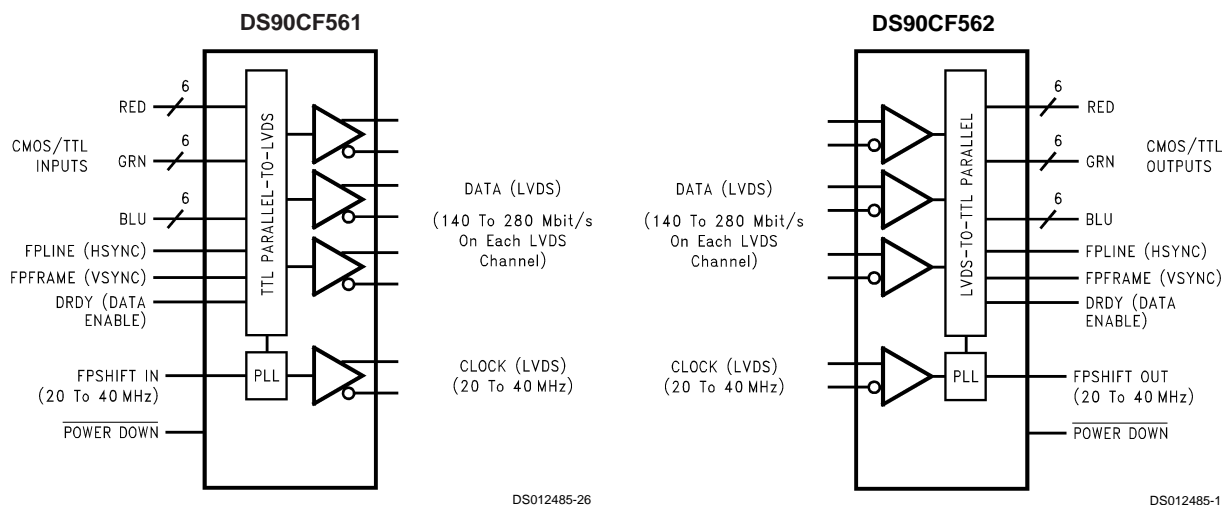 DS90CF561
6
RED
6
CMOS/TTL
INPUTS
GRN
6
BLU
FPLINE (HSYNC)
FPFRAME (VSYNC)
DRDY (DATA
ENABLE)
FPSHIFT IN
(20 To 40 MHz)
POWER DOWN
TTL PARALLEL-TO-LVDS
PLL
DATA (LVDS)
(140 To 280 Mbit/s
On Each LVDS
Channel)
CLOCK (LVDS)
(20 To 40 MHz)
DS012485-26
DS90CF562
DATA (LVDS)
(140 To 280 Mbit/s
On Each LVDS
Channel)
CLOCK (LVDS)
(20 To 40 MHz)
LVDS-TO-TTL PARALLEL
PLL
6
RED
6
GRN
CMOS/TTL
OUTPUTS
6
BLU
FPLINE (HSYNC)
FPFRAME (VSYNC)
DRDY (DATA
ENABLE)
FPSHIFT OUT
(20 To 40 MHz)
POWER DOWN
DS012485-1